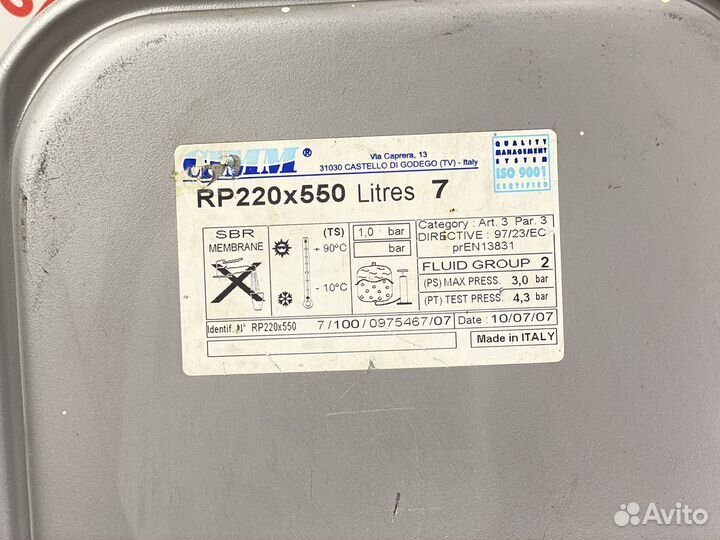 CIMM ®
Via Caprera, 13
31030 CASTELLO DI GODEGO (TV) - Italy
QUALITY
MANAGEMENT
SYSTEM
ISO 9001
CERTIFIED
RP220x550 Litres 7
SBR
MEMBRANE
(TS)
+ 90°C
- 10°C
1,0 bar
bar
Category : Art. 3 Par. 3
DIRECTIVE : 97/23/EC
prEN13831
FLUID GROUP 2
(PS) MAX PRESS. 3,0 bar
(PT) TEST PRESS. 4,3 bar
Identif. N° RP220x550 7/100/0975467/07
Date : 10/07/07
Made in ITALY
Avito